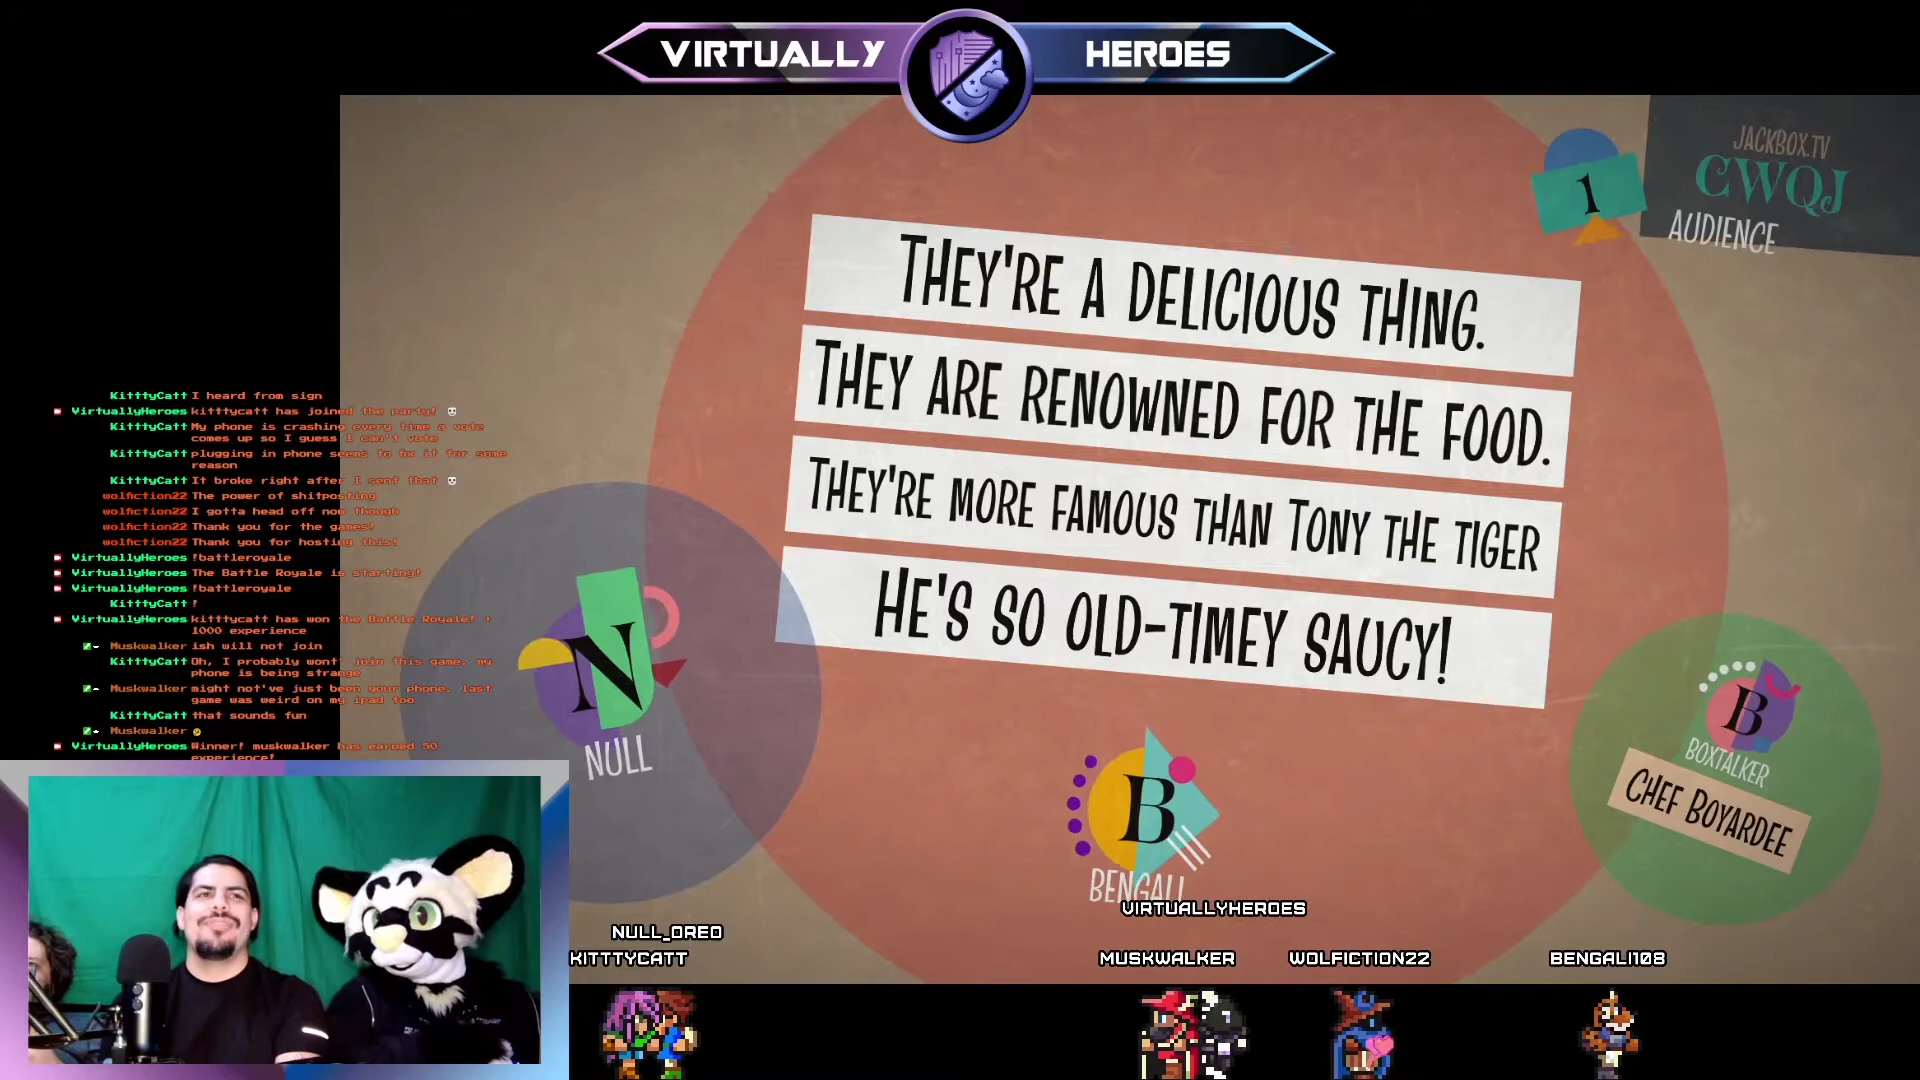 VIRTUALLY HEROES
JACKBOX.TV
CWQJ
AUDIENCE
1
THEY'RE A DELICIOUS THING.
THEY ARE RENOWNED FOR THE FOOD.
THEY'RE MORE FAMOUS THAN TONY THE TIGER
HE'S SO OLD-TIMEY SAUCY!
KitttyCatt I heard from sign
VirtuallyHeroes kitttycatt has joined the party!
KitttyCatt My phone is crashing every time a vote
comes up so I guess I can't vote
KitttyCatt plugging in phone seems to fix it for some
reason
KitttyCatt It broke right after I sent that
wolfiction22 The power of shitposting
wolfiction22 I gotta head off now though
wolfiction22 Thank you for the games!
wolfiction22 Thank you for hosting this!
VirtuallyHeroes !battleroyale
VirtuallyHeroes The Battle Royale is starting!
VirtuallyHeroes !battleroyale
KitttyCatt !
VirtuallyHeroes kitttycatt has won the Battle Royale! +
1000 experience
Muskwalker ish will not join
KitttyCatt Oh, I probably wont' join this game, my
phone is being strange
Muskwalker might not've just been your phone, last
game was weird on my ipad too
KitttyCatt that sounds fun
Muskwalker
VirtuallyHeroes Winner! muskwalker has earned 50
experience!
N
NULL
B
BENGALI
B
BOXTALKER
CHEF BOYARDEE
VIRTUALLYHEROES
NULL_OREO
KITTTYCATT
MUSKWALKER
WOLFICTION22
BENGALI108